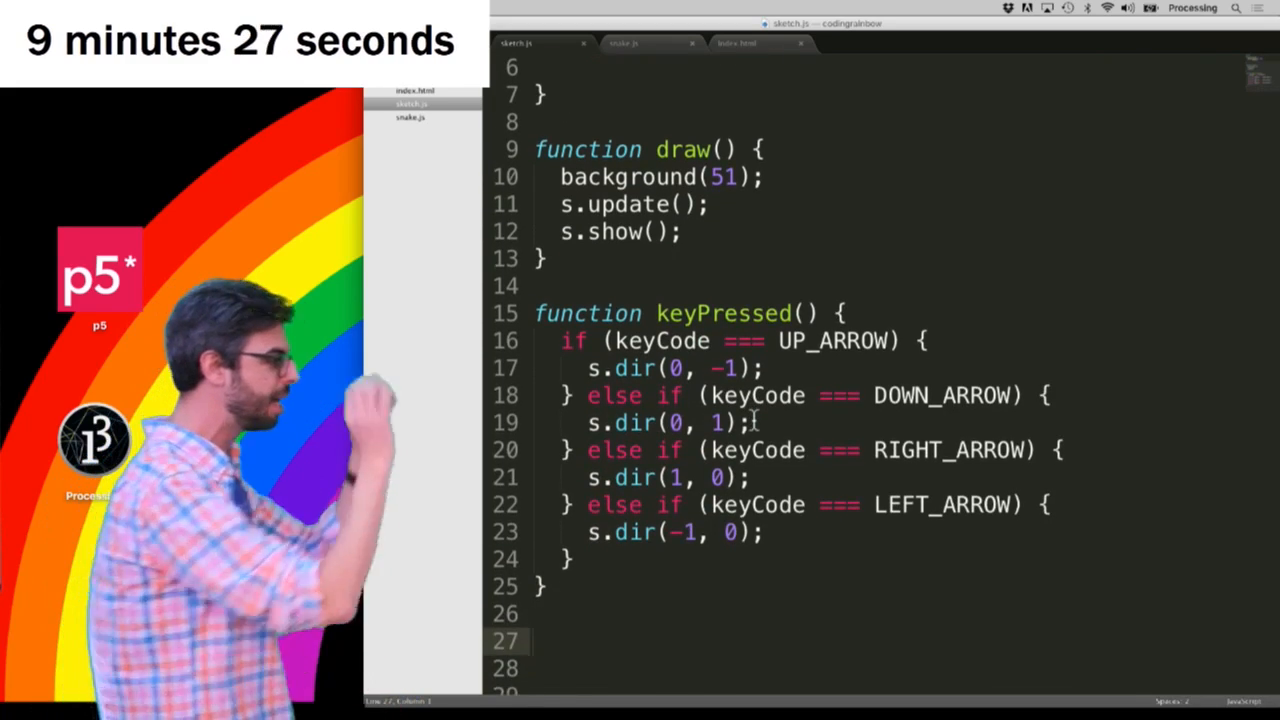 9 minutes 27 seconds
Processing
sketch.js — codingrainbow
sketch.js
snake.js
index.html
index.html
sketch.js
snake.js
p5*
p5
Processi
6
7 }
8
9 function draw() {
10 background(51);
11 s.update();
12 s.show();
13 }
14
15 function keyPressed() {
16 if (keyCode === UP_ARROW) {
17 s.dir(0, -1);
18 } else if (keyCode === DOWN_ARROW) {
19 s.dir(0, 1);
20 } else if (keyCode === RIGHT_ARROW) {
21 s.dir(1, 0);
22 } else if (keyCode === LEFT_ARROW) {
23 s.dir(-1, 0);
24 }
25 }
26
27
28
29
Line 27, Column 1
Spaces: 2
JavaScript